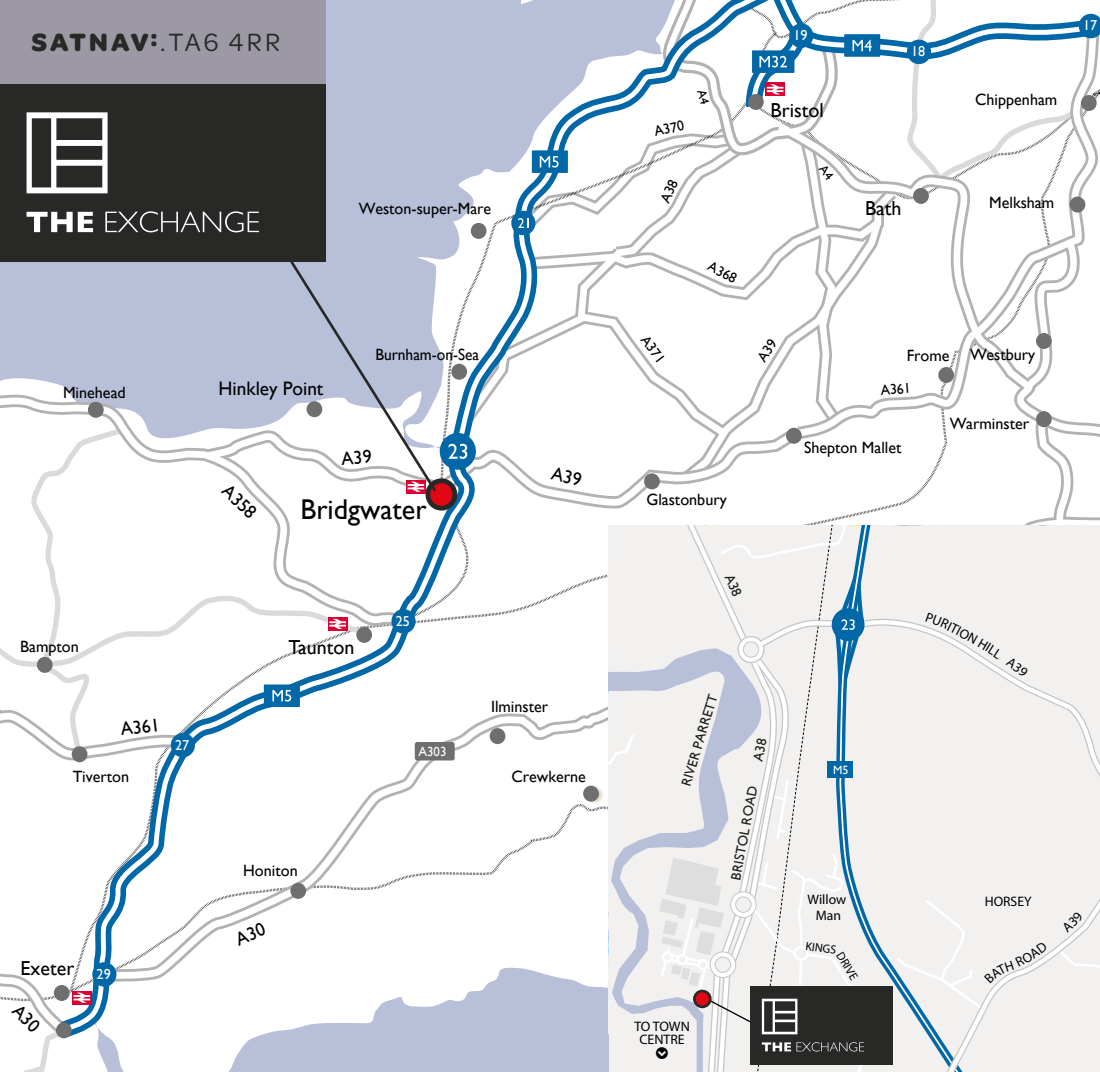 SATNAV:.TA6 4RR
THE EXCHANGE
17
19
M4
18
M32
Chippenham
Bristol
A4
A370
M5
A4
A38
Weston-super-Mare
21
Bath
Melksham
A368
Burnham-on-Sea
A371
A39
Frome
Westbury
Minehead
Hinkley Point
A361
Warminster
23
Shepton Mallet
A39
A39
Glastonbury
A358
Bridgwater
25
Taunton
Bampton
M5
Ilminster
A361
27
A303
Tiverton
Crewkerne
Honiton
A30
Exeter
29
A30
A38
23
PURITION HILL
A39
RIVER PARRETT
A38
M5
BRISTOL ROAD
Willow
Man
HORSEY
KINGS DRIVE
A39
BATH ROAD
TO TOWN
CENTRE
THE EXCHANGE